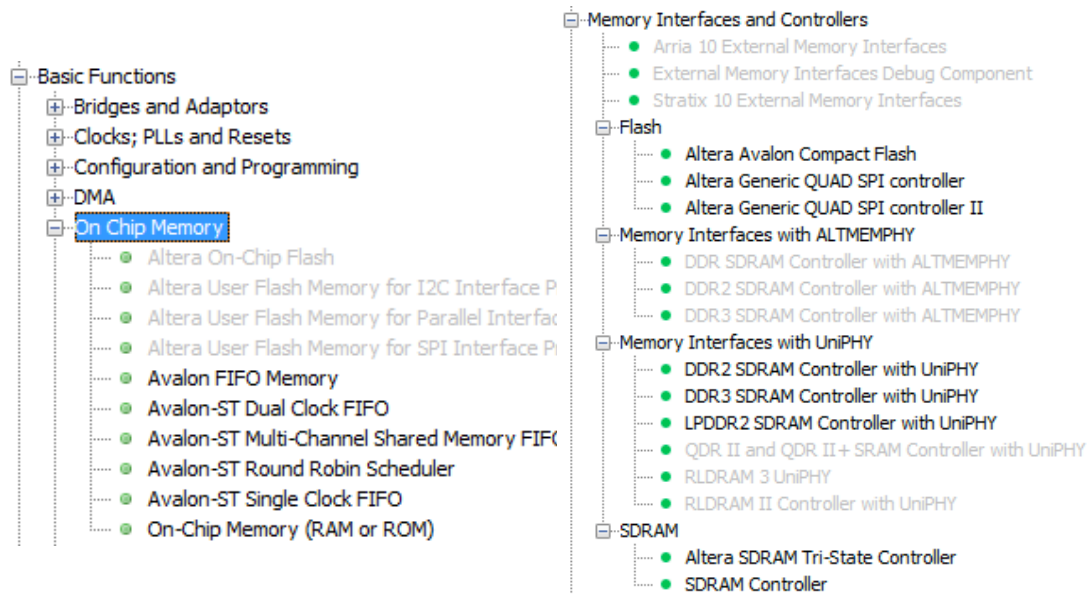 Basic Functions
Bridges and Adaptors
Clocks; PLLs and Resets
Configuration and Programming
DMA
On Chip Memory
Altera On-Chip Flash
Altera User Flash Memory for I2C Interface P
Altera User Flash Memory for Parallel Interfac
Altera User Flash Memory for SPI Interface P
Avalon FIFO Memory
Avalon-ST Dual Clock FIFO
Avalon-ST Multi-Channel Shared Memory FIF
Avalon-ST Round Robin Scheduler
Avalon-ST Single Clock FIFO
On-Chip Memory (RAM or ROM)
Memory Interfaces and Controllers
Arria 10 External Memory Interfaces
External Memory Interfaces Debug Component
Stratix 10 External Memory Interfaces
Flash
Altera Avalon Compact Flash
Altera Generic QUAD SPI controller
Altera Generic QUAD SPI controller II
Memory Interfaces with ALTMEMPHY
DDR SDRAM Controller with ALTMEMPHY
DDR2 SDRAM Controller with ALTMEMPHY
DDR3 SDRAM Controller with ALTMEMPHY
Memory Interfaces with UniPHY
DDR2 SDRAM Controller with UniPHY
DDR3 SDRAM Controller with UniPHY
LPDDR2 SDRAM Controller with UniPHY
QDR II and QDR II+ SRAM Controller with UniPHY
RLDRAM 3 UniPHY
RLDRAM II Controller with UniPHY
SDRAM
Altera SDRAM Tri-State Controller
SDRAM Controller